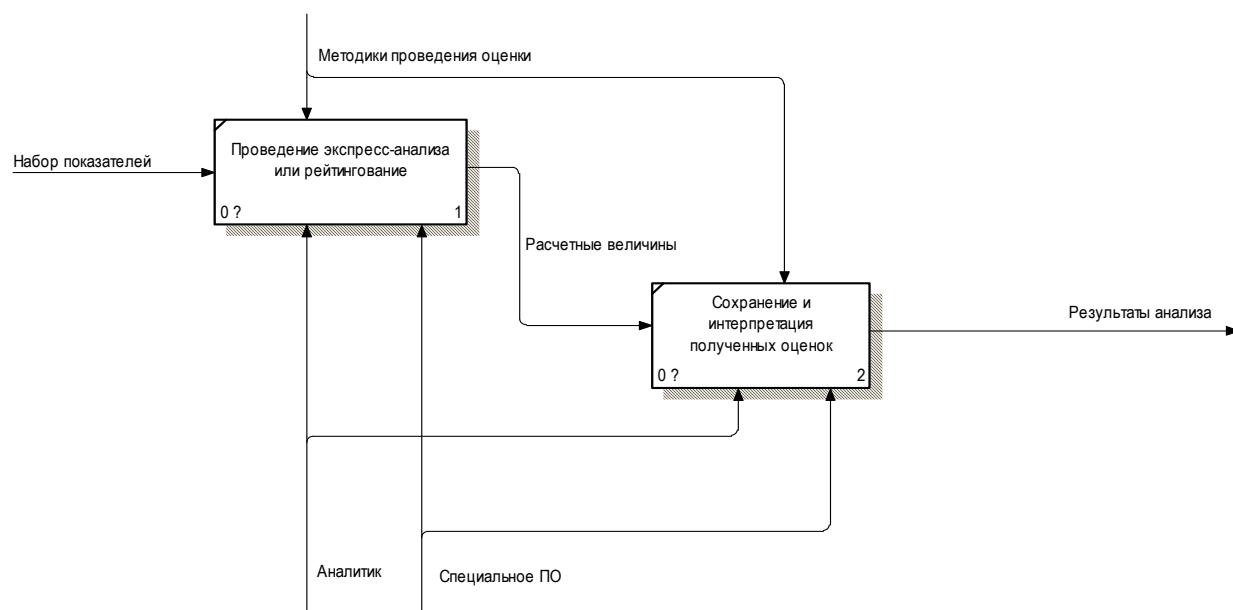 Методики проведения оценки
Набор показателей
Проведение экспресс-анализа
или рейтингование
0 ? 1
Расчетные величины
Сохранение и
интерпретация
полученных оценок
0 ? 2
Результаты анализа
Аналитик
Специальное ПО